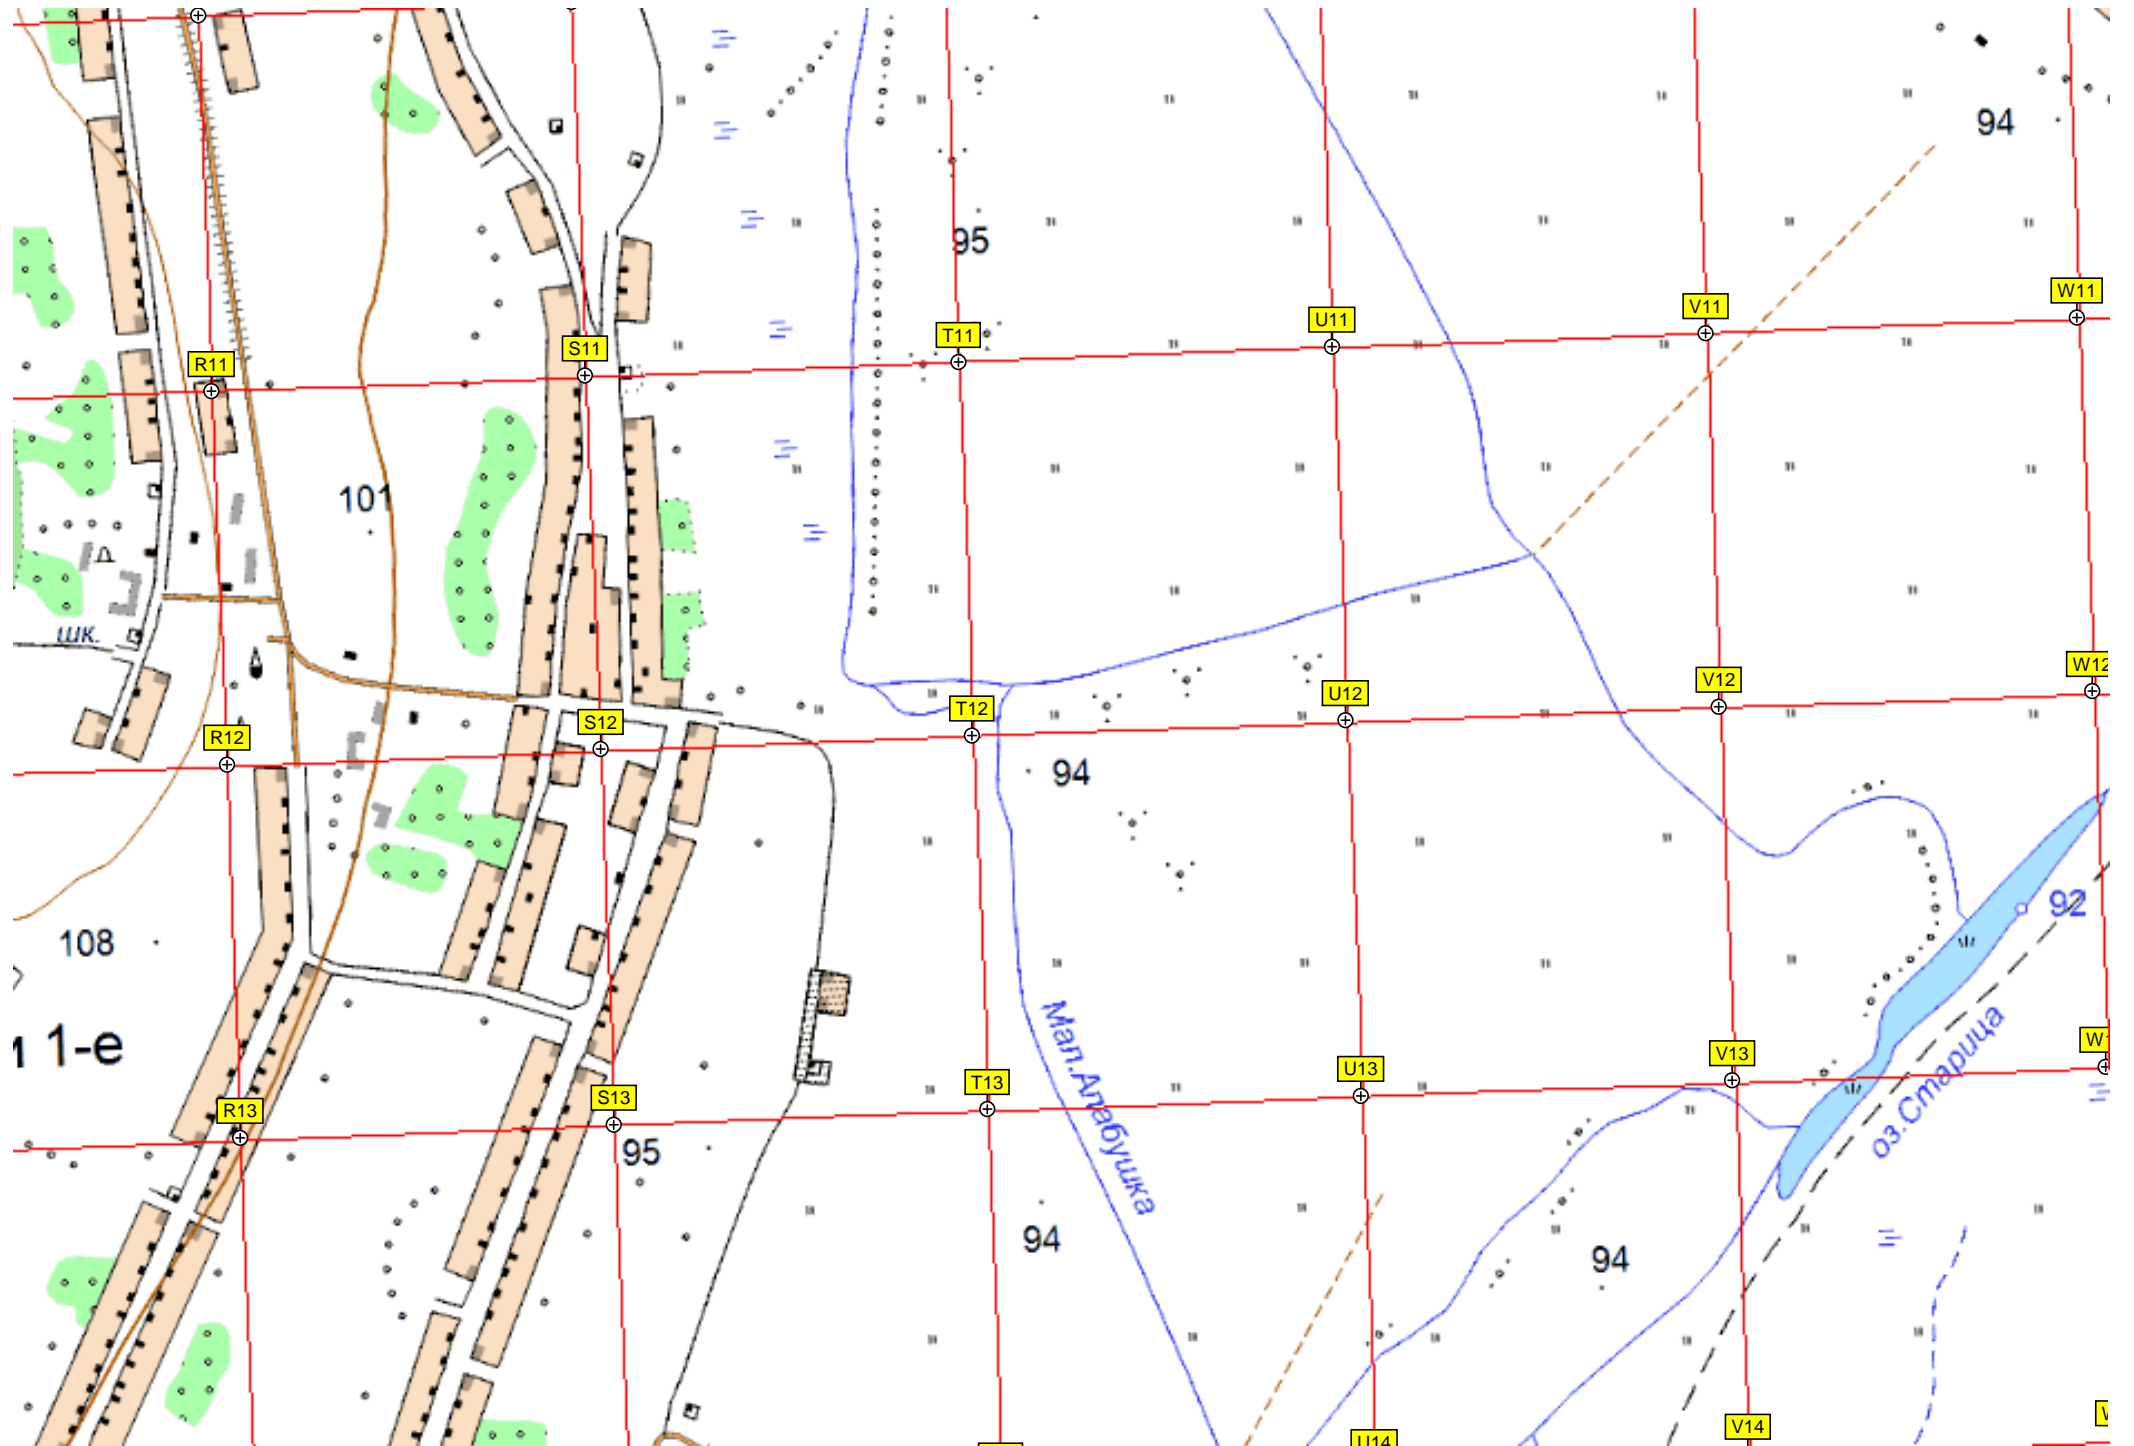 94
95
W11
V11
U11
T11
S11
R11
101
шк.
W12
V12
U12
T12
S12
R12
94
92
108
1-е
Мал.Алабушка
оз.Старица
V13
U13
T13
S13
R13
95
94
94
V14
U14